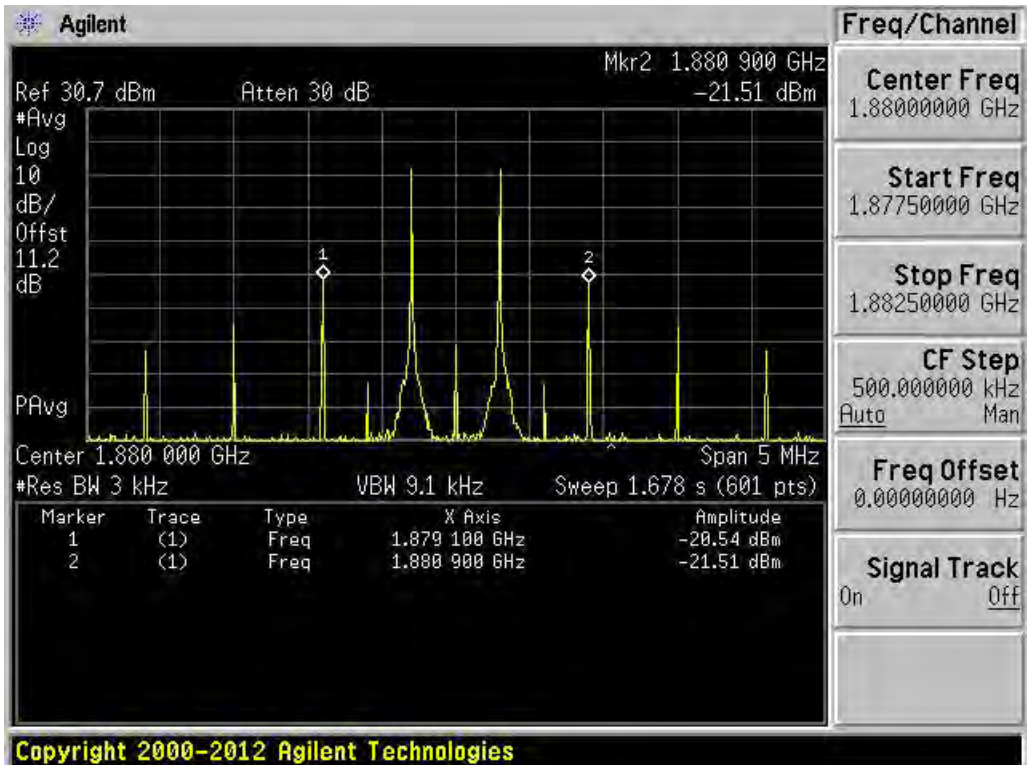 Agilent
Freq/Channel
Mkr2 1.880 900 GHz
Ref 30.7 dBm Atten 30 dB -21.51 dBm
#Avg
Log
10
dB/
Offst
11.2
dB
PAvg
1
2
Center 1.880 000 GHz Span 5 MHz
#Res BW 3 kHz VBW 9.1 kHz Sweep 1.678 s (601 pts)
Marker Trace Type X Axis Amplitude
1 (1) Freq 1.879 100 GHz -20.54 dBm
2 (1) Freq 1.880 900 GHz -21.51 dBm
Center Freq
1.88000000 GHz
Start Freq
1.87750000 GHz
Stop Freq
1.88250000 GHz
CF Step
500.000000 kHz
Auto Man
Freq Offset
0.00000000 Hz
Signal Track
On Off
Copyright 2000-2012 Agilent Technologies